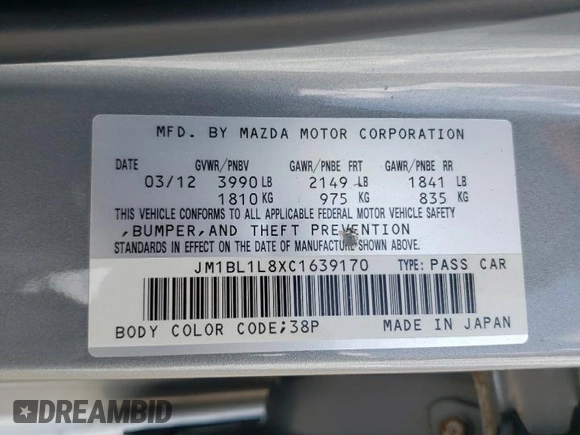 MFD. BY MAZDA MOTOR CORPORATION
DATE GVWR/PNBV GAWR/PNBE FRT GAWR/PNBE RR
03/12 3990 LB 2149 LB 1841 LB
1810 KG 975 KG 835 KG
THIS VEHICLE CONFORMS TO ALL APPLICABLE FEDERAL MOTOR VEHICLE SAFETY
,BUMPER,AND THEFT PREVENTION
STANDARDS IN EFFECT ON THE DATE OF MANUFACTURE SHOWN ABOVE.
JM1BL1L8XC1639170 TYPE: PASS CAR
BODY COLOR CODE;38P MADE IN JAPAN
DREAMBID